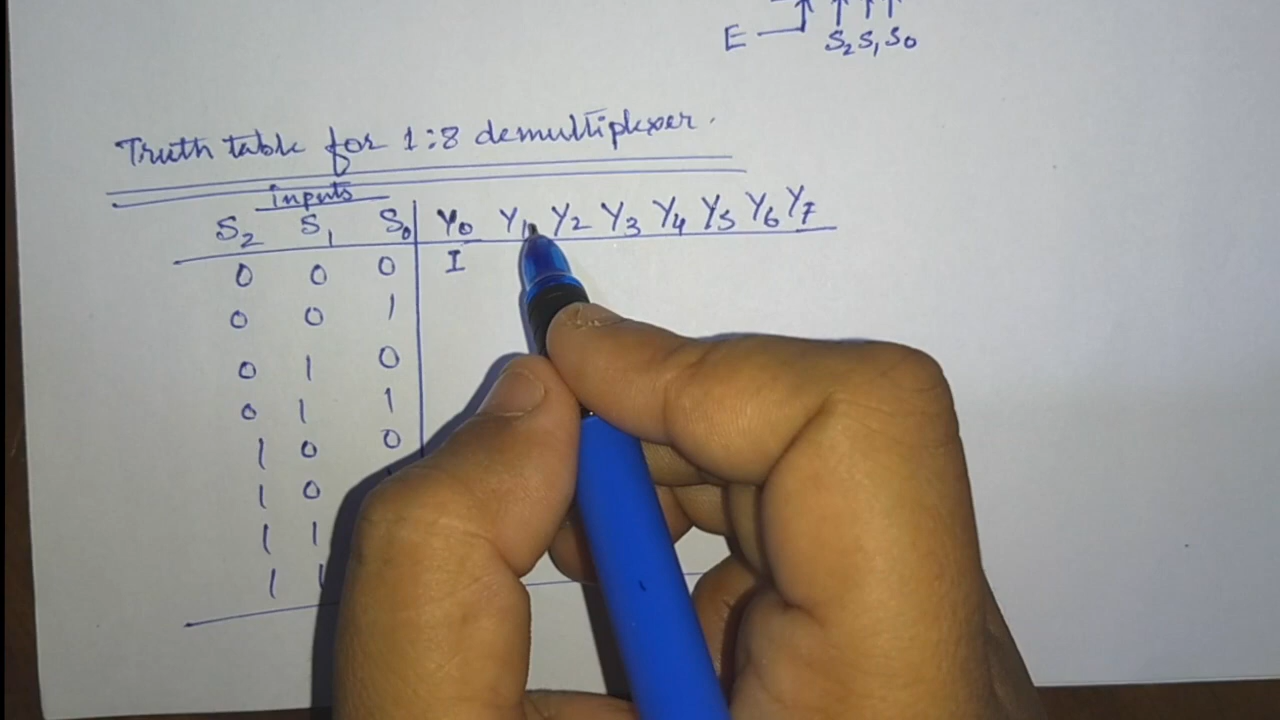 E S2 S1 S0
Truth table for 1:8 demultiplexer.
inputs
S2 S1 S0 Y0 Y1 Y2 Y3 Y4 Y5 Y6 Y7
0 0 0 I
0 0 1
0 1 0
0 1 1
1 0 0
1 0
1 1
1 1